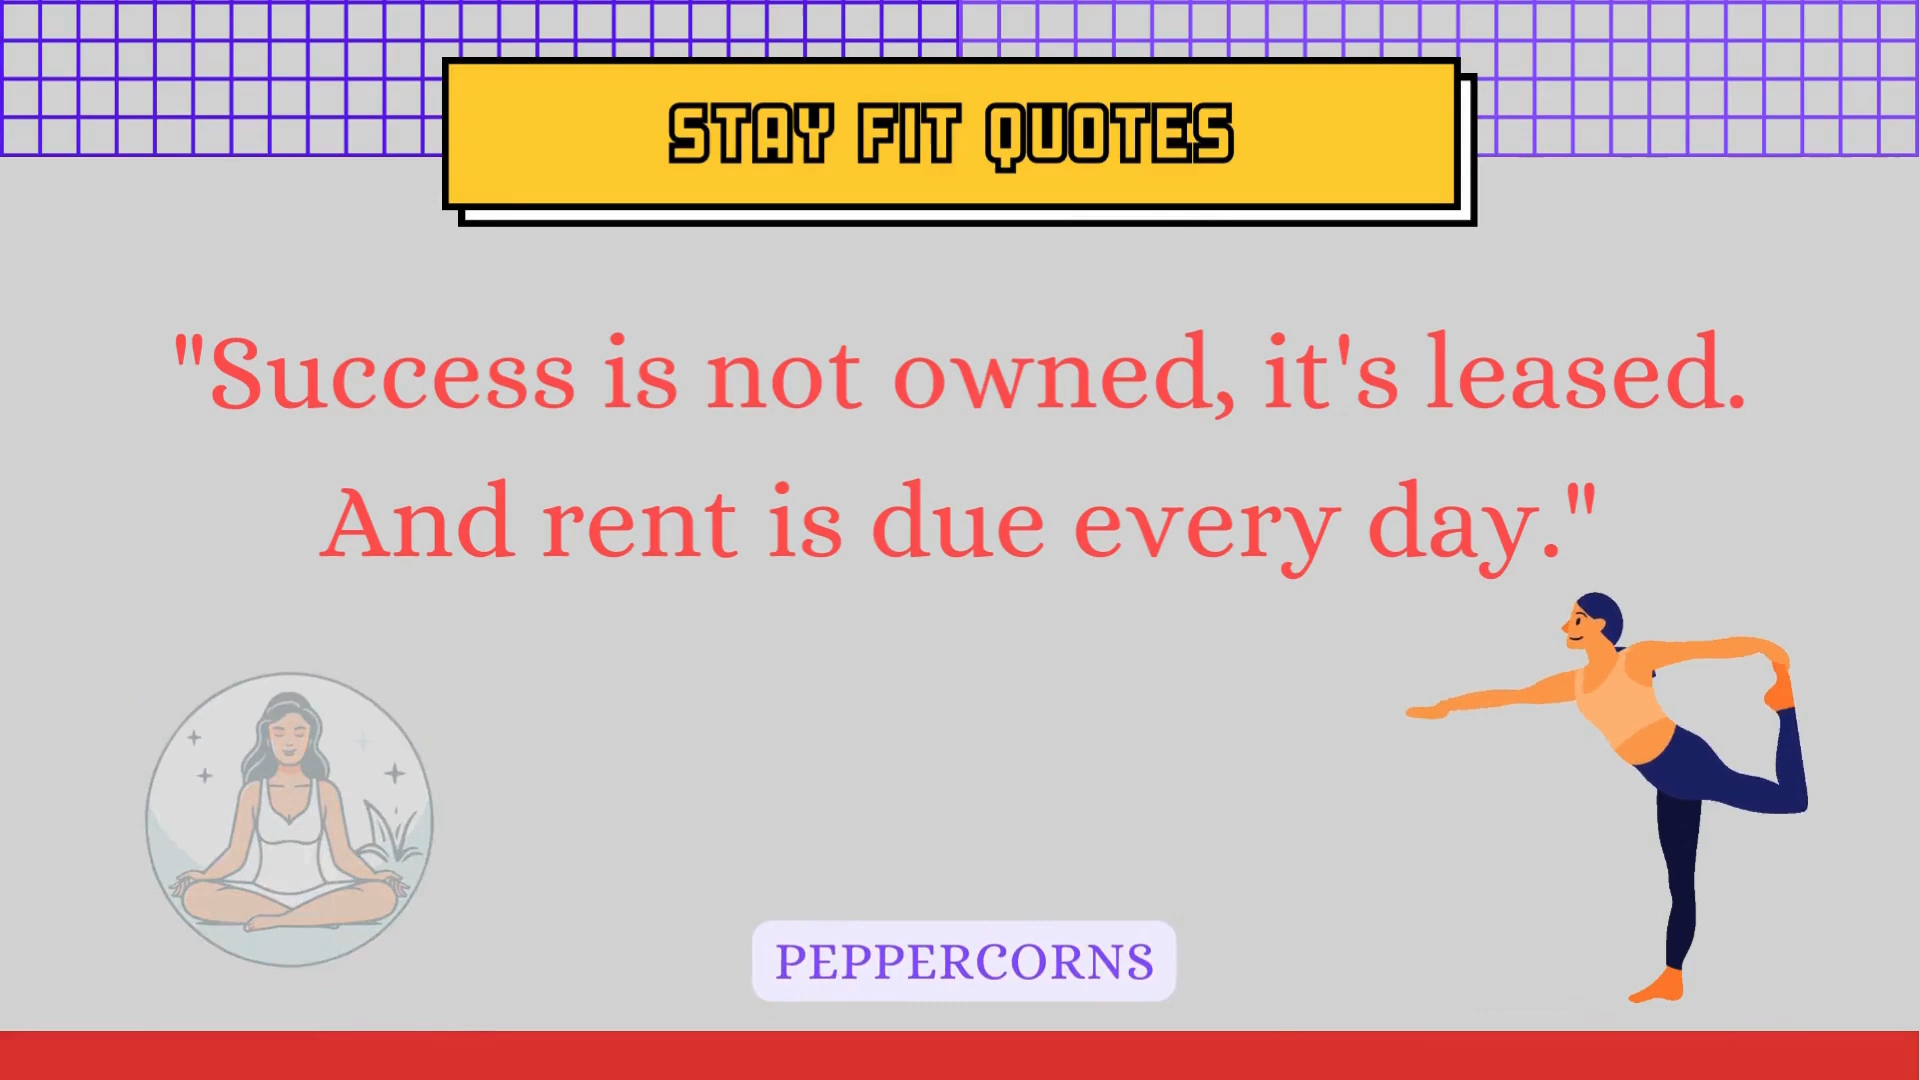 STAY FIT QUOTES
"Success is not owned, it's leased.
And rent is due every day."
PEPPERCORNS